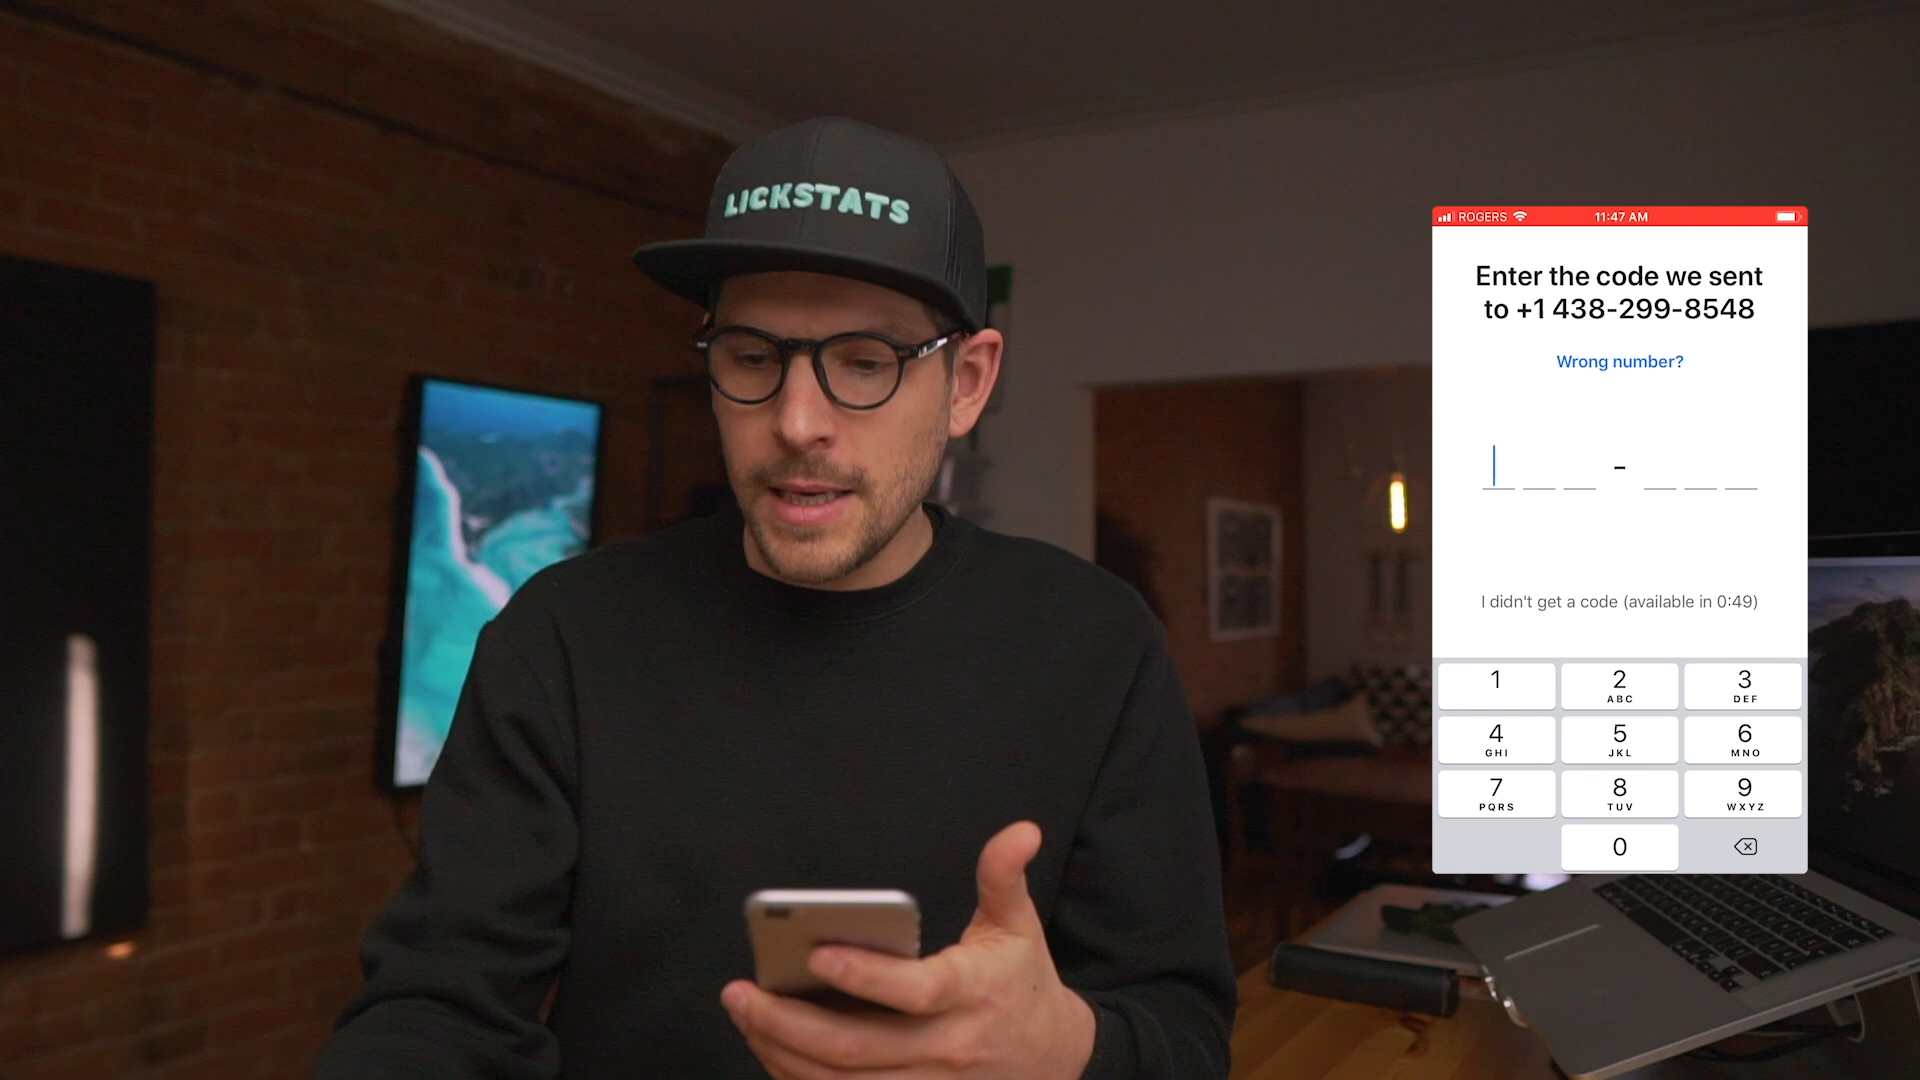 LICKSTATS
ROGERS 11:47 AM
Enter the code we sent
to +1 438-299-8548
Wrong number?
–
I didn't get a code (available in 0:49)
1 2 3
ABC DEF
4 5 6
GHI JKL MNO
7 8 9
PQRS TUV WXYZ
0